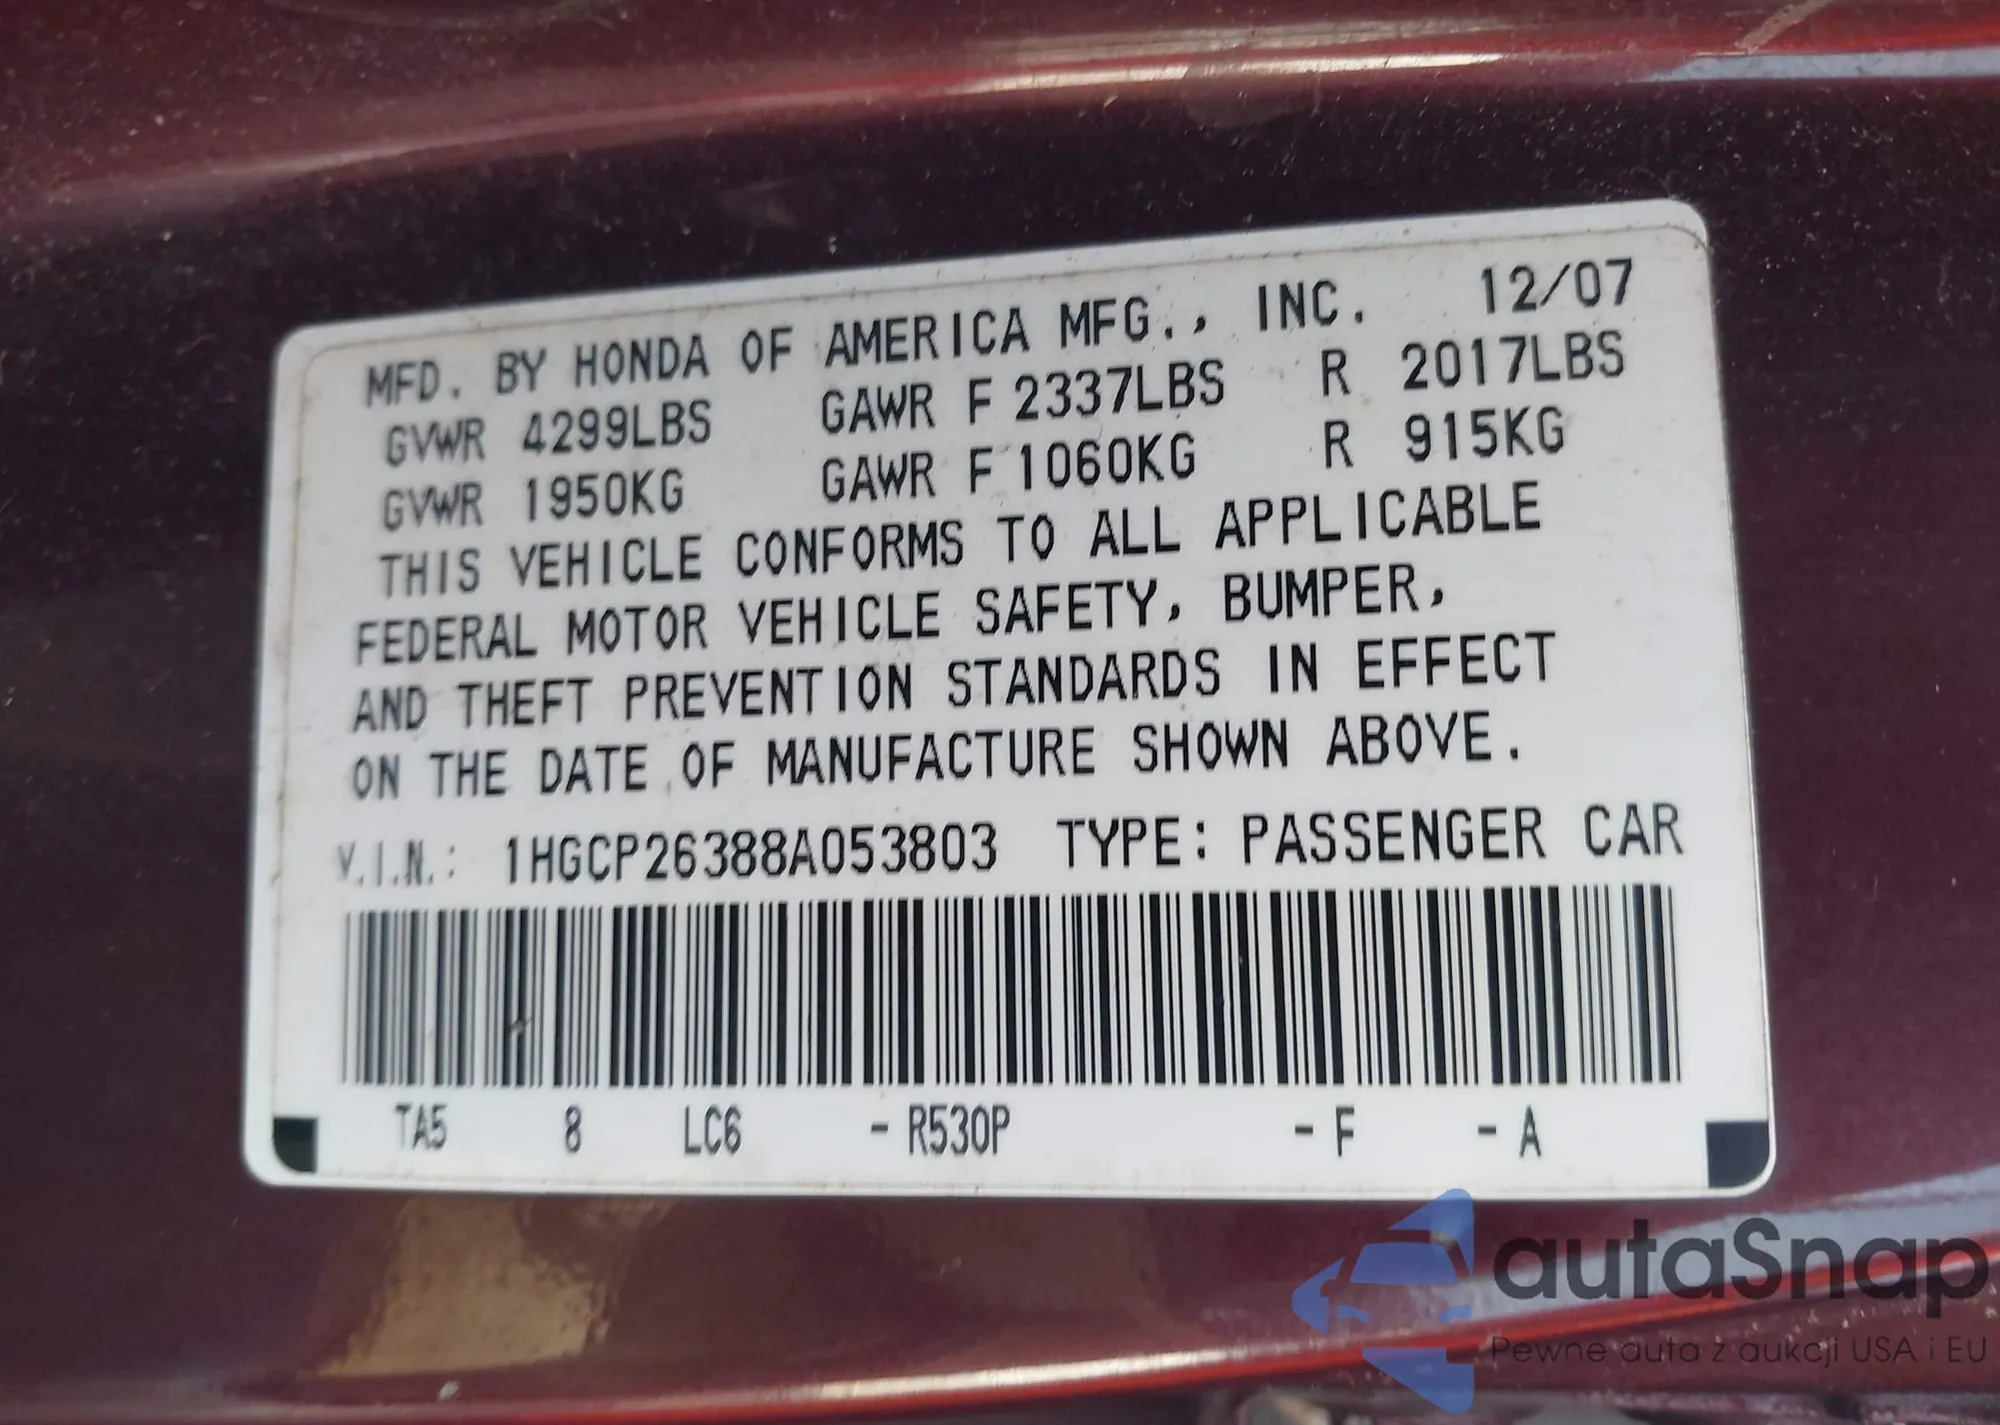 MFD. BY HONDA OF AMERICA MFG., INC. 12/07
GVWR 4299LBS GAWR F 2337LBS R 2017LBS
GVWR 1950KG GAWR F 1060KG R 915KG
THIS VEHICLE CONFORMS TO ALL APPLICABLE
FEDERAL MOTOR VEHICLE SAFETY, BUMPER,
AND THEFT PREVENTION STANDARDS IN EFFECT
ON THE DATE OF MANUFACTURE SHOWN ABOVE.
V.I.N.: 1HGCP26388A053803 TYPE: PASSENGER CAR
TA5 8 LC6 -R530P -F -A
autaSnap
Pewne auta z aukcji USA i EU